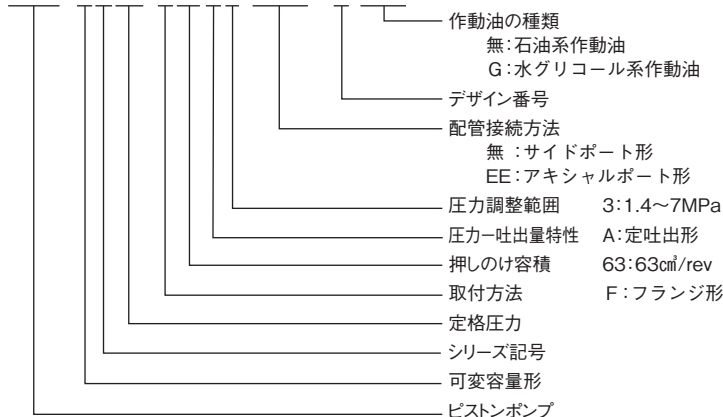 作動油の種類
無:石油系作動油
G:水グリコール系作動油
デザイン番号
配管接続方法
無 :サイドポート形
EE:アキシャルポート形
圧力調整範囲 3:1.4〜7MPa
圧力ー吐出量特性 A:定吐出形
押しのけ容積 63:63㎤/rev
取付方法 F:フランジ形
定格圧力
シリーズ記号
可変容量形
ピストンポンプ